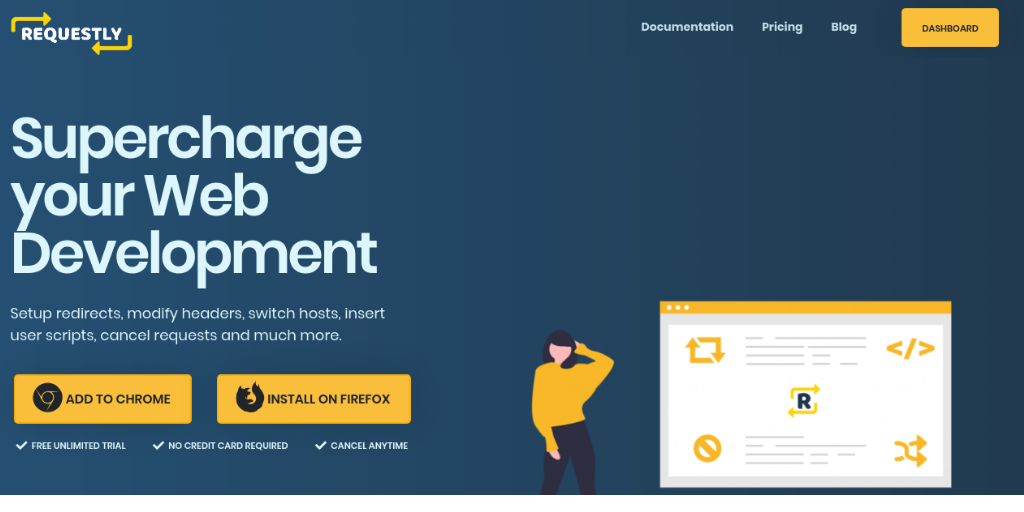 REQUESTLY
Documentation
Pricing
Blog
DASHBOARD
Supercharge
your Web
Development
Setup redirects, modify headers, switch hosts, insert
user scripts, cancel requests and much more.
ADD TO CHROME
INSTALL ON FIREFOX
FREE UNLIMITED TRIAL
NO CREDIT CARD REQUIRED
CANCEL ANYTIME
</>
R